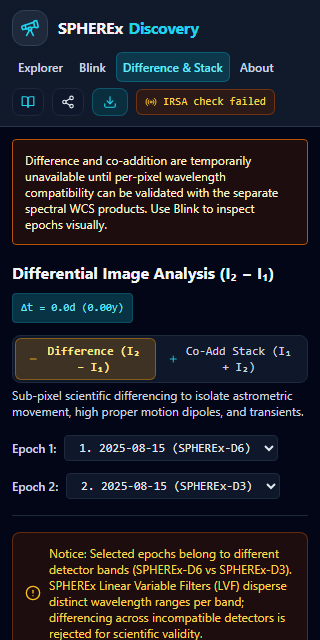 SPHEREx Discovery
Explorer Blink Difference & Stack About
IRSA check failed
Difference and co-addition are temporarily
unavailable until per-pixel wavelength
compatibility can be validated with the separate
spectral WCS products. Use Blink to inspect
epochs visually.
Differential Image Analysis (I₂ − I₁)
Δt = 0.0d (0.00y)
− Difference (I₂
− I₁)
+ Co-Add Stack (I₁
+ I₂)
Sub-pixel scientific differencing to isolate astrometric
movement, high proper motion dipoles, and transients.
Epoch 1: 1. 2025-08-15 (SPHEREx-D6)
Epoch 2: 2. 2025-08-15 (SPHEREx-D3)
Notice: Selected epochs belong to different
detector bands (SPHEREx-D6 vs SPHEREx-D3).
SPHEREx Linear Variable Filters (LVF) disperse
distinct wavelength ranges per band;
differencing across incompatible detectors is
rejected for scientific validity.